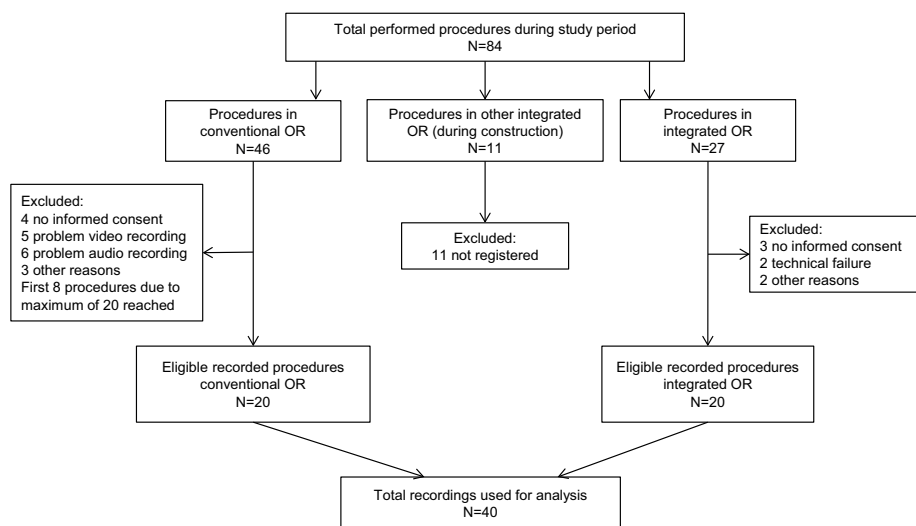 Total performed procedures during study period
N=84
Procedures in
conventional OR
N=46
Procedures in other integrated
OR (during construction)
N=11
Procedures in
integrated OR
N=27
Excluded:
4 no informed consent
5 problem video recording
6 problem audio recording
3 other reasons
First 8 procedures due to
maximum of 20 reached
Excluded:
11 not registered
Excluded:
3 no informed consent
2 technical failure
2 other reasons
Eligible recorded procedures
conventional OR
N=20
Eligible recorded procedures
integrated OR
N=20
Total recordings used for analysis
N=40